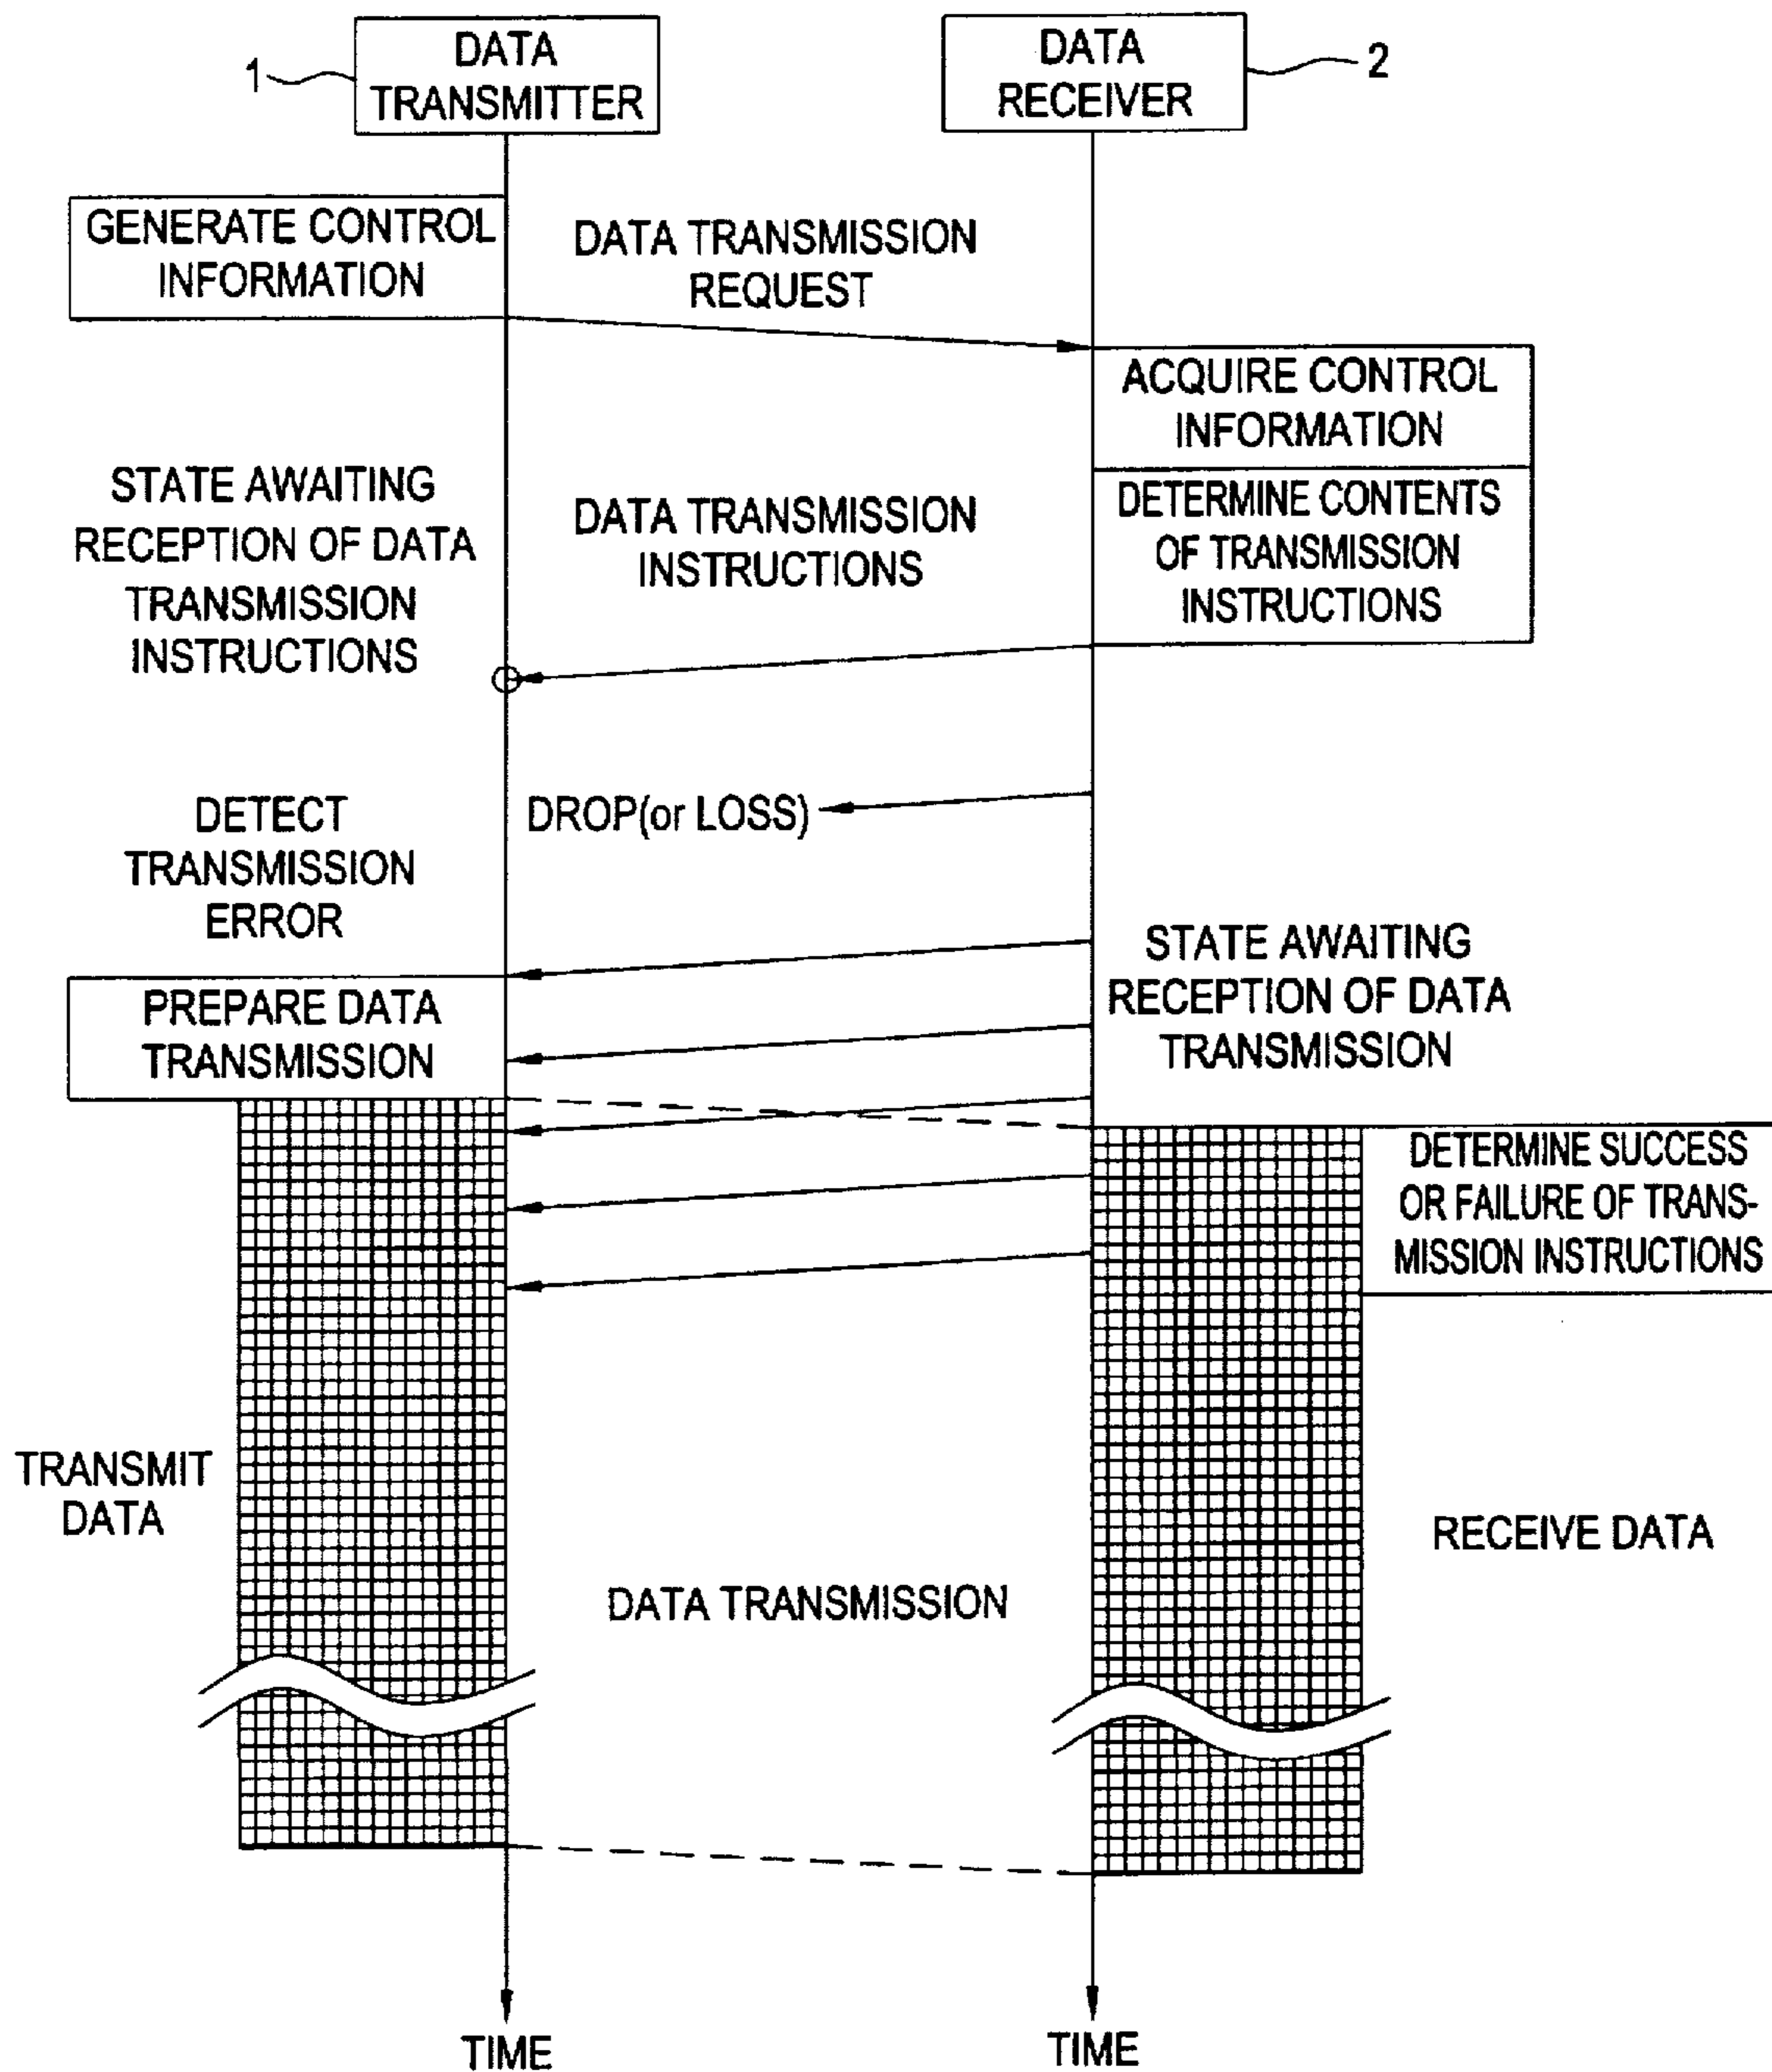 1
DATA
TRANSMITTER
DATA
RECEIVER
2
GENERATE CONTROL
INFORMATION
DATA TRANSMISSION
REQUEST
ACQUIRE CONTROL
INFORMATION
STATE AWAITING
RECEPTION OF DATA
TRANSMISSION
INSTRUCTIONS
DATA TRANSMISSION
INSTRUCTIONS
DETERMINE CONTENTS
OF TRANSMISSION
INSTRUCTIONS
DETECT
TRANSMISSION
ERROR
DROP(or LOSS)
STATE AWAITING
RECEPTION OF DATA
TRANSMISSION
PREPARE DATA
TRANSMISSION
DETERMINE SUCCESS
OR FAILURE OF TRANS-
MISSION INSTRUCTIONS
TRANSMIT
DATA
DATA TRANSMISSION
RECEIVE DATA
TIME
TIME